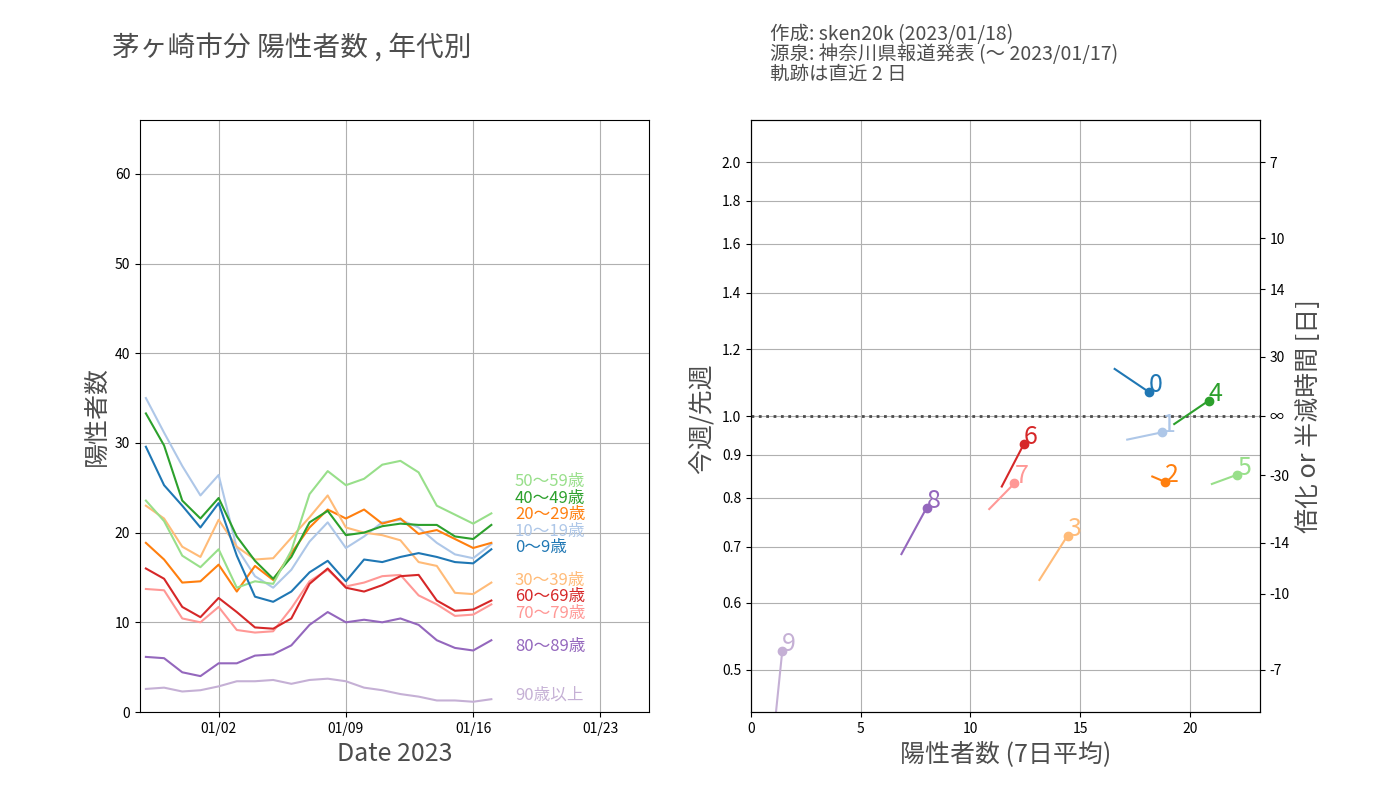 茅ヶ崎市分 陽性者数 , 年代別
作成: sken20k (2023/01/18)
源泉: 神奈川県報道発表 (〜 2023/01/17)
軌跡は直近 2 日
陽性者数
60
50
40
30
20
10
0
50〜59歳
40〜49歳
20〜29歳
10〜19歳
0〜9歳
30〜39歳
60〜69歳
70〜79歳
80〜89歳
90歳以上
01/02
01/09
01/16
01/23
Date 2023
今週/先週
2.0
1.8
1.6
1.4
1.2
1.0
0.9
0.8
0.7
0.6
0.5
0
4
1
6
5
2
7
8
3
9
7
10
14
30
∞
-30
-14
-10
-7
倍化 or 半減時間 [日]
0
5
10
15
20
陽性者数 (7日平均)